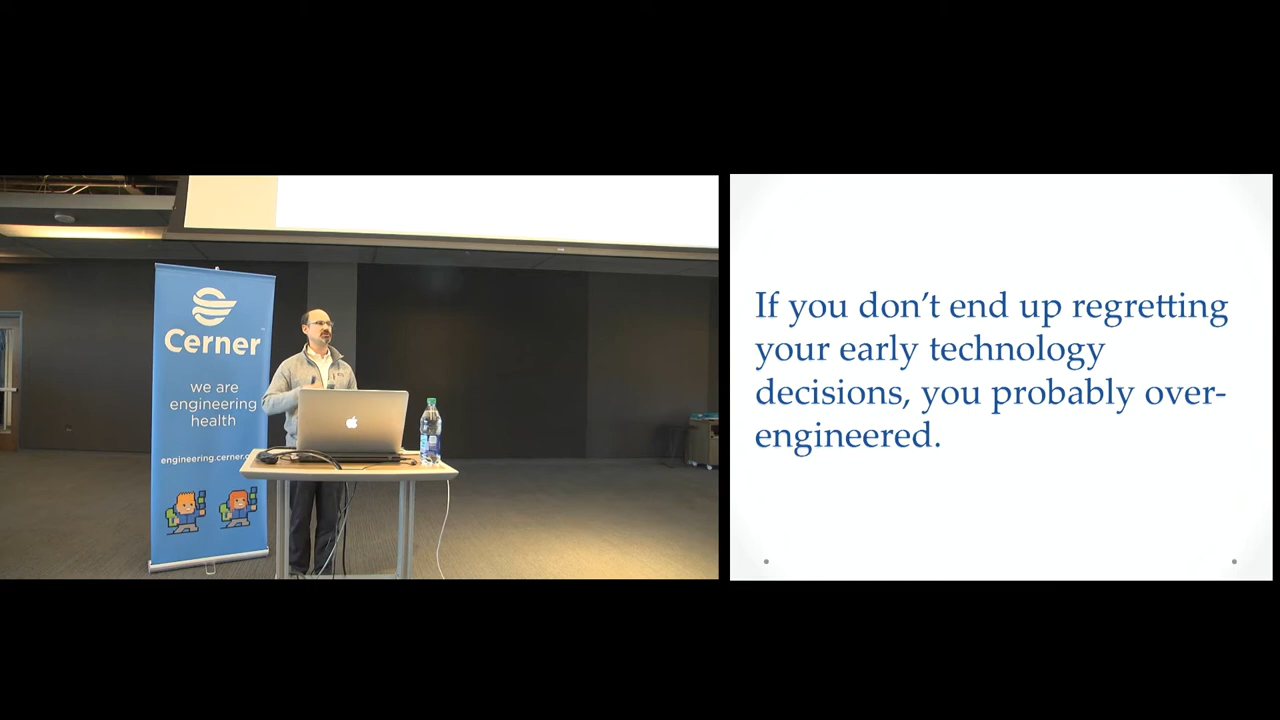 Cerner
we are
engineering
health
engineering.cerner.c
If you don't end up regretting
your early technology
decisions, you probably over-
engineered.